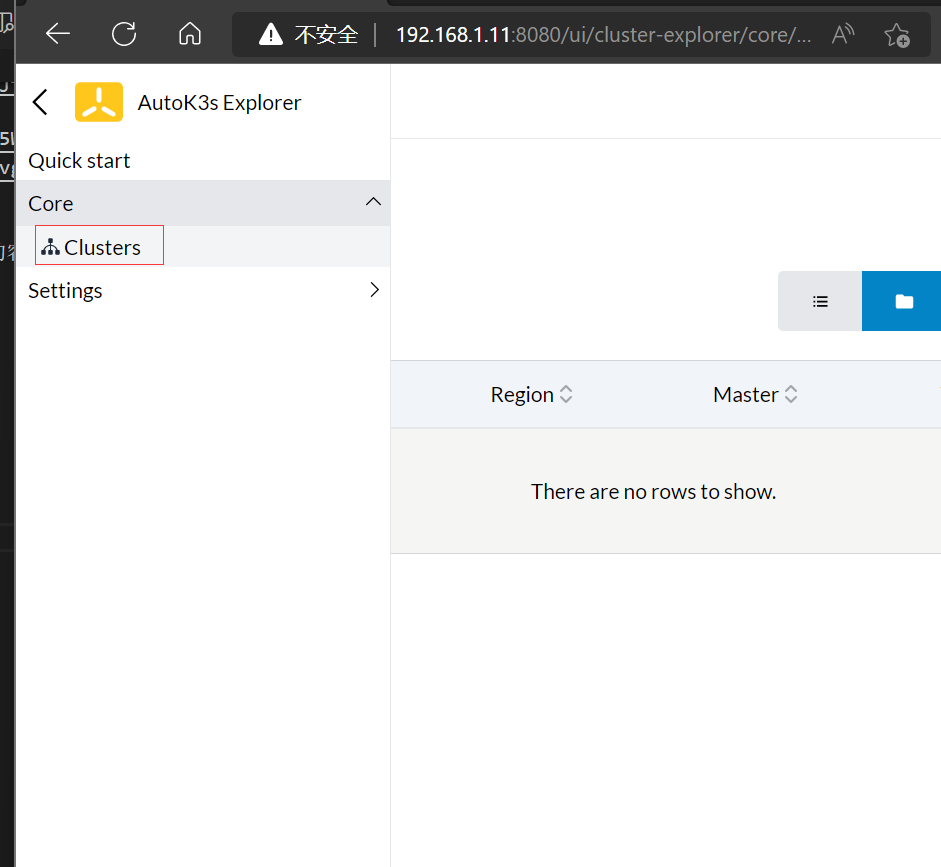 不安全 | 192.168.1.11:8080/ui/cluster-explorer/core/...
AutoK3s Explorer
Quick start
Core
Clusters
Settings
Region
Master
There are no rows to show.